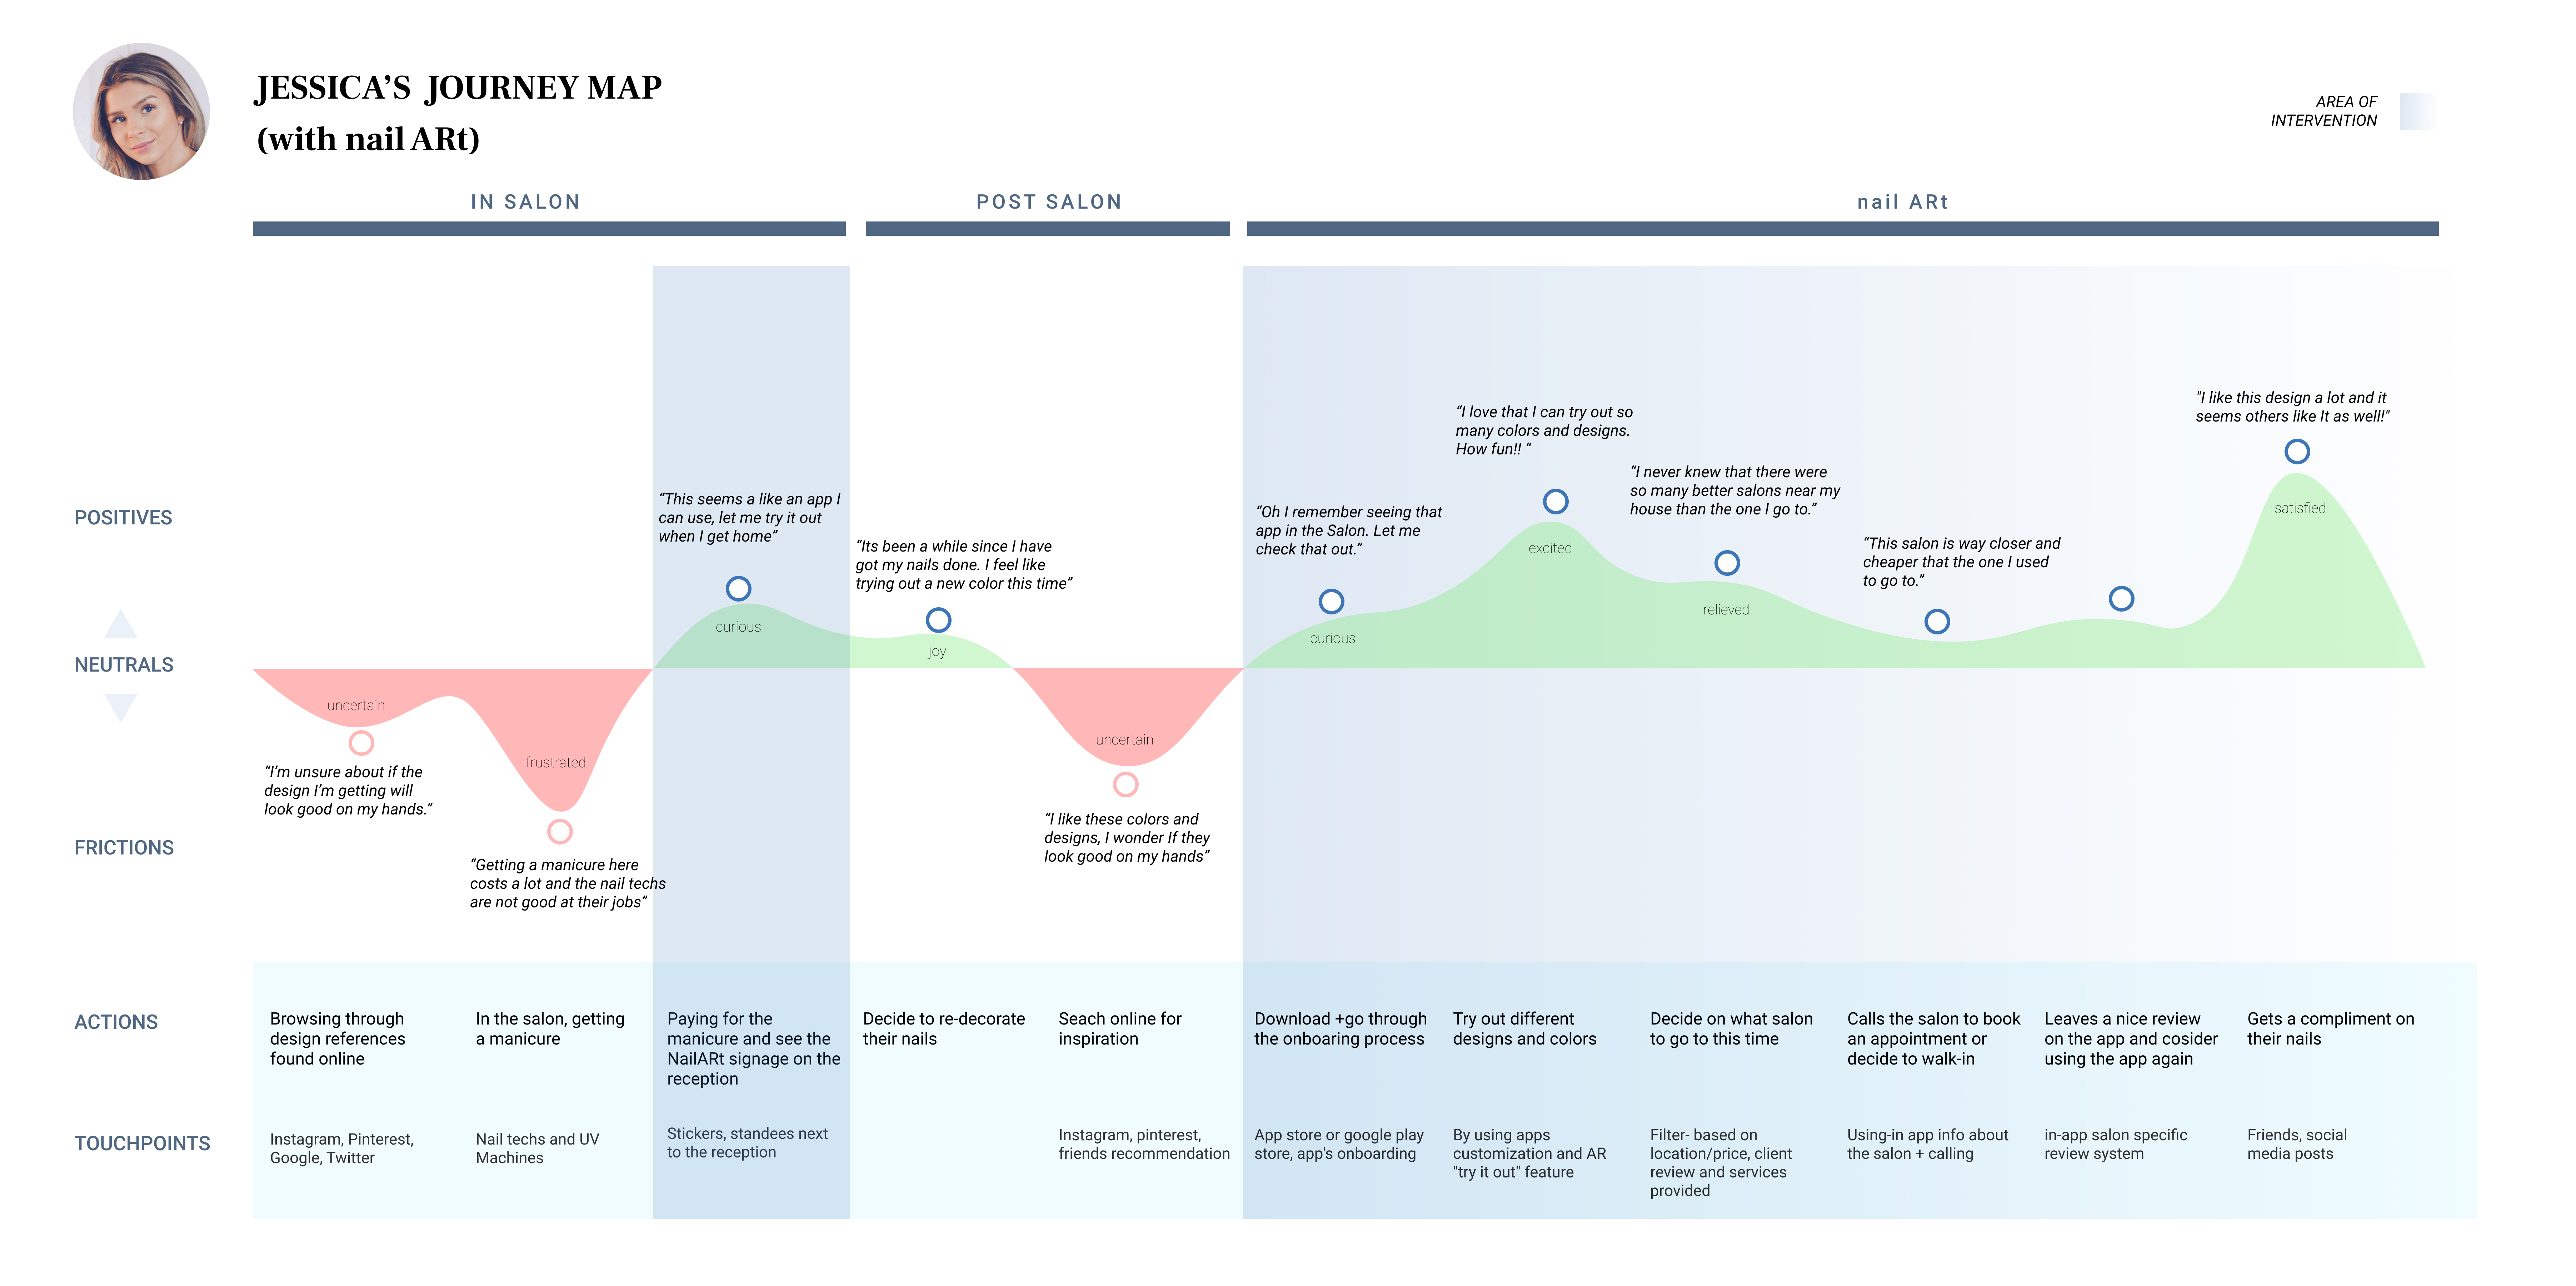 JESSICA’S JOURNEY MAP
(with nail ARt)
AREA OF
INTERVENTION
IN SALON
POST SALON
nail ARt
POSITIVES
NEUTRALS
FRICTIONS
uncertain
“I’m unsure about if the
design I’m getting will
look good on my hands.”
frustrated
“Getting a manicure here
costs a lot and the nail techs
are not good at their jobs”
“This seems a like an app I
can use, let me try it out
when I get home”
curious
“Its been a while since I have
got my nails done. I feel like
trying out a new color this time”
joy
uncertain
“I like these colors and
designs, I wonder If they
look good on my hands”
“Oh I remember seeing that
app in the Salon. Let me
check that out.”
curious
“I love that I can try out so
many colors and designs.
How fun!! “
excited
“I never knew that there were
so many better salons near my
house than the one I go to.”
relieved
“This salon is way closer and
cheaper that the one I used
to go to.”
"I like this design a lot and it
seems others like It as well!"
satisfied
ACTIONS
Browsing through
design references
found online
In the salon, getting
a manicure
Paying for the
manicure and see the
NailARt signage on the
reception
Decide to re-decorate
their nails
Seach online for
inspiration
Download +go through
the onboaring process
Try out different
designs and colors
Decide on what salon
to go to this time
Calls the salon to book
an appointment or
decide to walk-in
Leaves a nice review
on the app and cosider
using the app again
Gets a compliment on
their nails
TOUCHPOINTS
Instagram, Pinterest,
Google, Twitter
Nail techs and UV
Machines
Stickers, standees next
to the reception
Instagram, pinterest,
friends recommendation
App store or google play
store, app's onboarding
By using apps
customization and AR
"try it out" feature
Filter- based on
location/price, client
review and services
provided
Using-in app info about
the salon + calling
in-app salon specific
review system
Friends, social
media posts